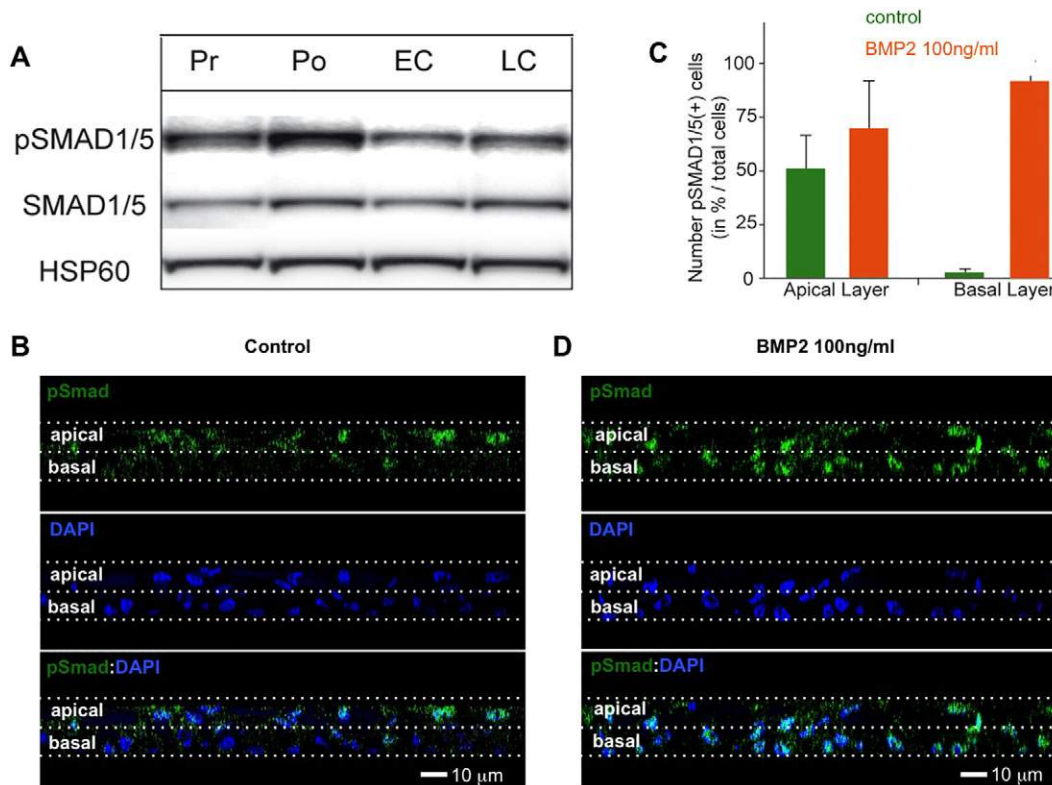 A
Pr Po EC LC
pSMAD1/5
SMAD1/5
HSP60
C
control
BMP2 100ng/ml
Number pSMAD1/5(+) cells
(in % / total cells)
100
75
50
25
0
Apical Layer Basal Layer
B Control
pSmad
apical
basal
DAPI
apical
basal
pSmad:DAPI
apical
basal
10 μm
D BMP2 100ng/ml
pSmad
apical
basal
DAPI
apical
basal
pSmad:DAPI
apical
basal
10 μm